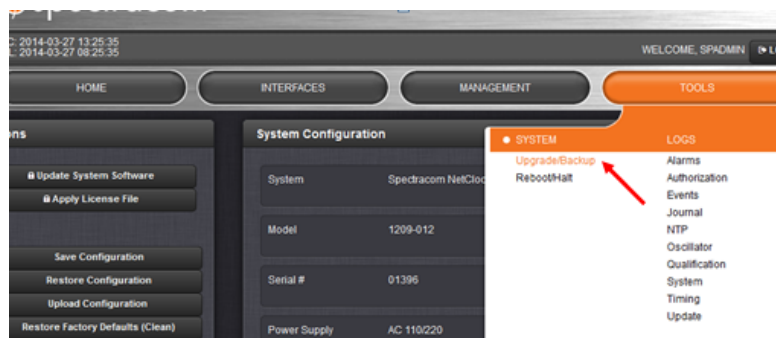 C: 2014-03-27 13:25:35
L: 2014-03-27 08:25:35
WELCOME, SPADMIN
HOME
INTERFACES
MANAGEMENT
TOOLS
ons
System Configuration
SYSTEM
LOGS
Update System Software
Apply License File
Save Configuration
Restore Configuration
Upload Configuration
Restore Factory Defaults (Clean)
System
Spectracom NetCloc
Model
1209-012
Serial #
01396
Power Supply
AC 110/220
Upgrade/Backup
Reboot/Halt
Alarms
Authorization
Events
Journal
NTP
Oscillator
Qualification
System
Timing
Update